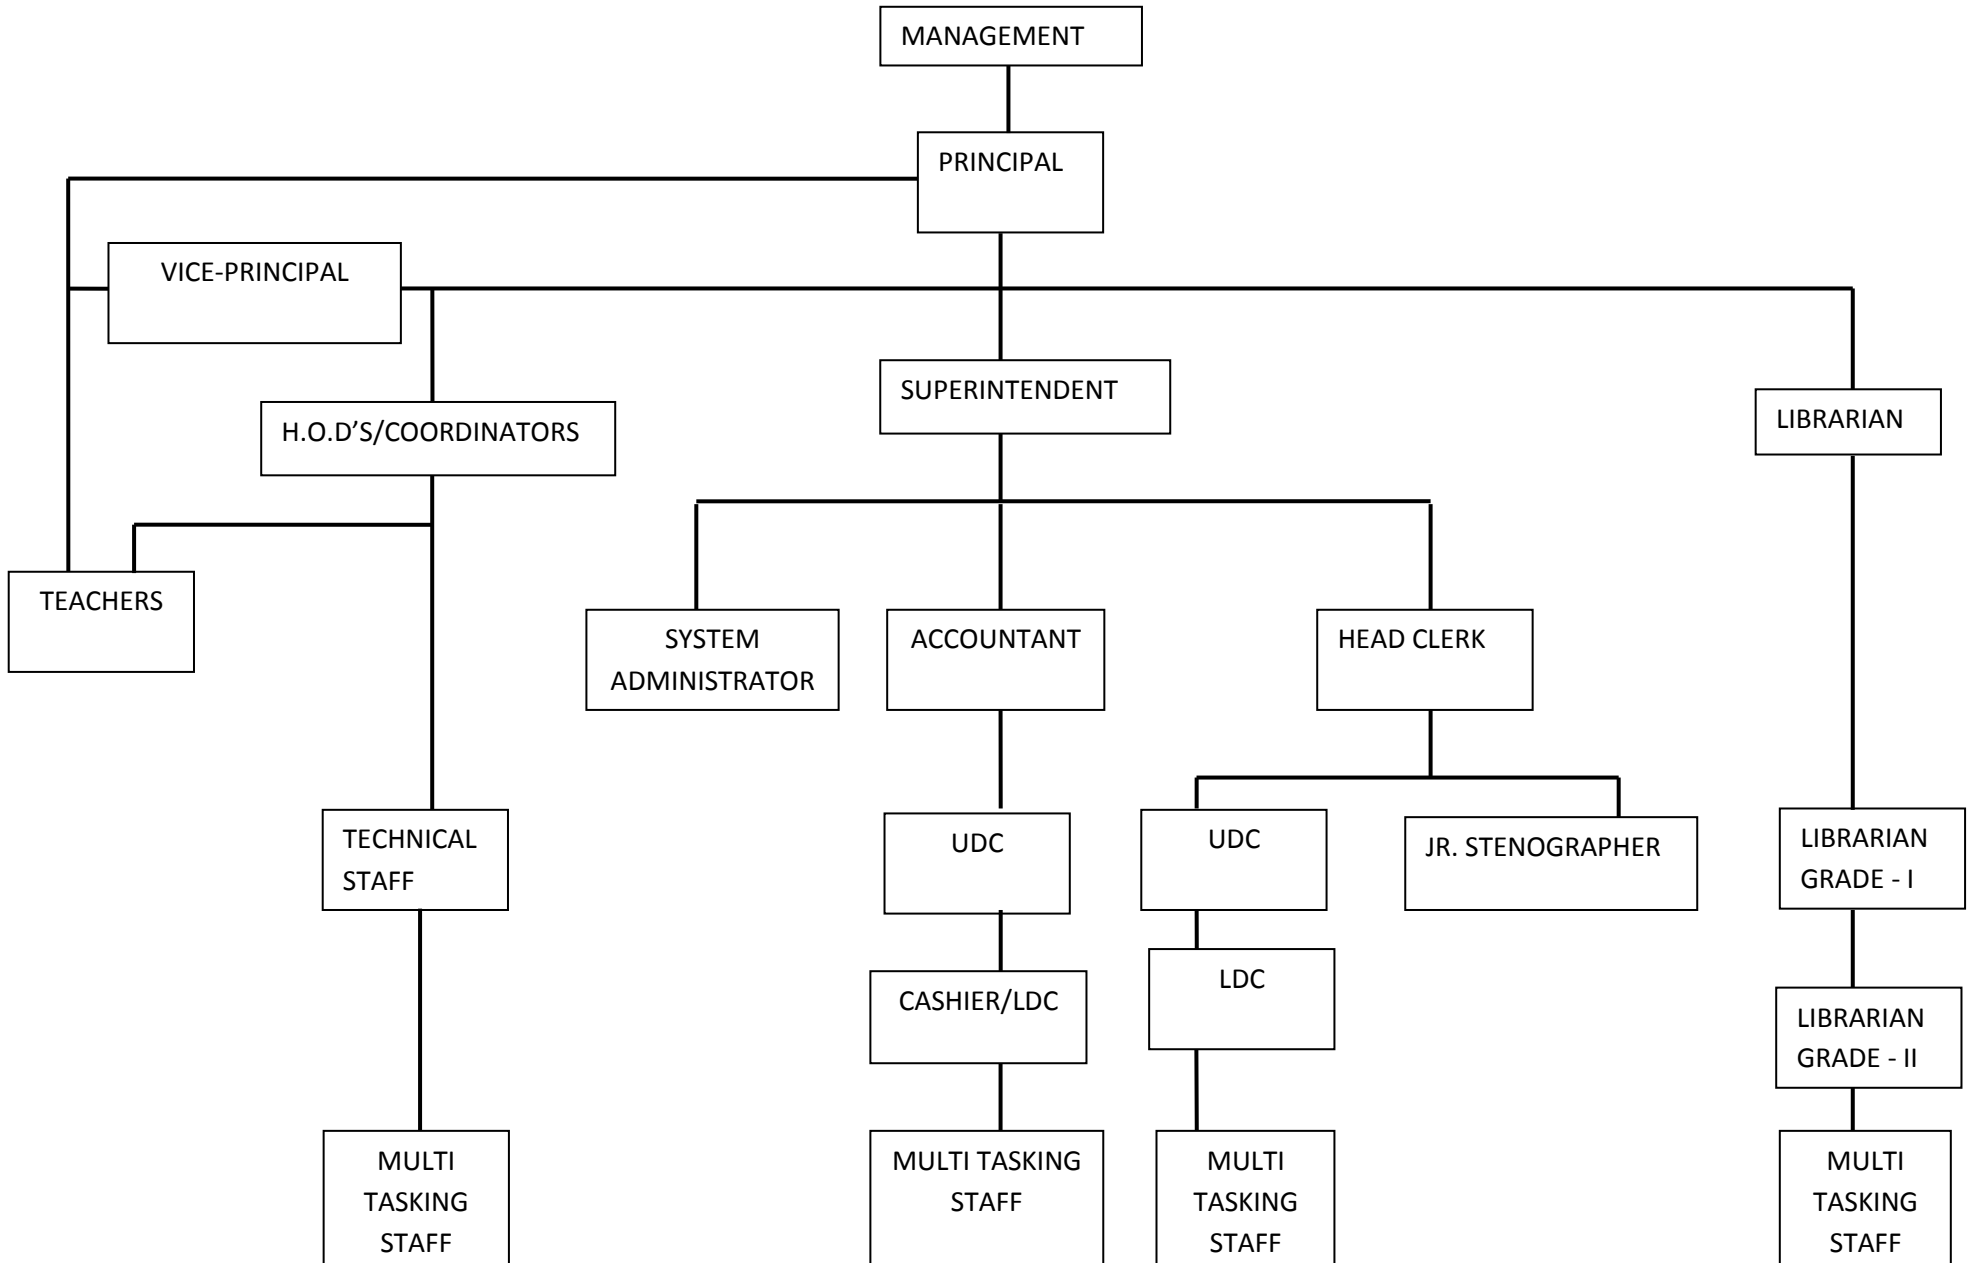 MANAGEMENT
PRINCIPAL
VICE-PRINCIPAL
SUPERINTENDENT
H.O.D’S/COORDINATORS
LIBRARIAN
TEACHERS
SYSTEM
ADMINISTRATOR
ACCOUNTANT
HEAD CLERK
TECHNICAL
STAFF
UDC
UDC
JR. STENOGRAPHER
LIBRARIAN
GRADE - I
CASHIER/LDC
LDC
LIBRARIAN
GRADE - II
MULTI
TASKING
STAFF
MULTI TASKING
STAFF
MULTI
TASKING
STAFF
MULTI
TASKING
STAFF